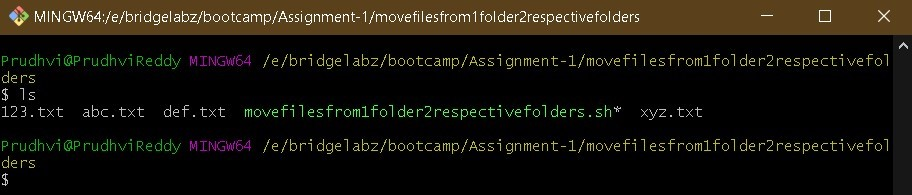 MINGW64:/e/bridgelabz/bootcamp/Assignment-1/movefilesfrom1folder2respectivefolders
Prudhvi@PrudhviReddy MINGW64 /e/bridgelabz/bootcamp/Assignment-1/movefilesfrom1folder2respectivefol
ders
$ ls
123.txt  abc.txt  def.txt  movefilesfrom1folder2respectivefolders.sh*  xyz.txt
Prudhvi@PrudhviReddy MINGW64 /e/bridgelabz/bootcamp/Assignment-1/movefilesfrom1folder2respectivefol
ders
$